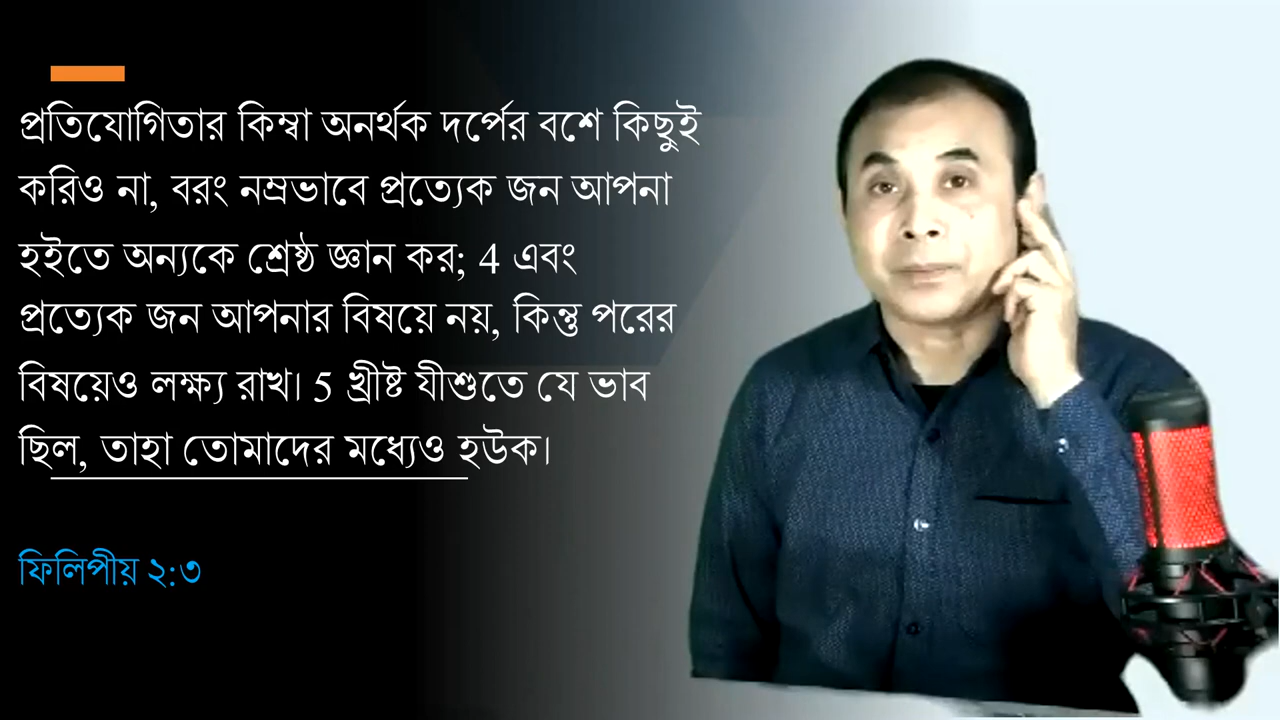 প্রতিযোগিতার কিম্বা অনর্থক দর্পের বশে কিছুই
করিও না, বরং নম্রভাবে প্রত্যেক জন আপনা
হইতে অন্যকে শ্রেষ্ঠ জ্ঞান কর; 4 এবং
প্রত্যেক জন আপনার বিষয়ে নয়, কিন্তু পরের
বিষয়েও লক্ষ্য রাখ। 5 খ্রীষ্ট যীশুতে যে ভাব
ছিল, তাহা তোমাদের মধ্যেও হউক।
ফিলিপীয় ২:৩